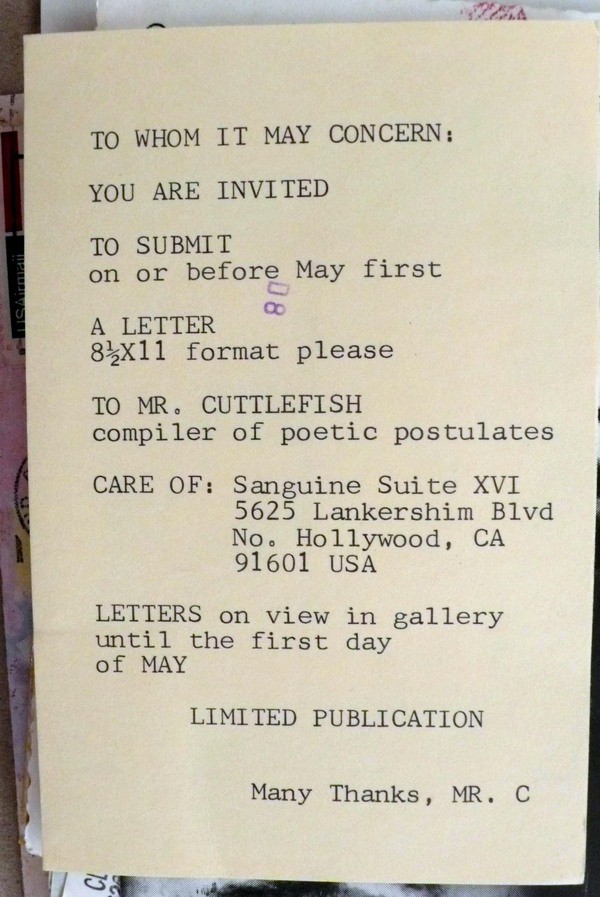 TO WHOM IT MAY CONCERN:
YOU ARE INVITED
TO SUBMIT
on or before May first
A LETTER
8½X11 format please
TO MR. CUTTLEFISH
compiler of poetic postulates
CARE OF: Sanguine Suite XVI
5625 Lankershim Blvd
No. Hollywood, CA
91601 USA
LETTERS on view in gallery
until the first day
of MAY
LIMITED PUBLICATION
Many Thanks, MR. C
USAirmail